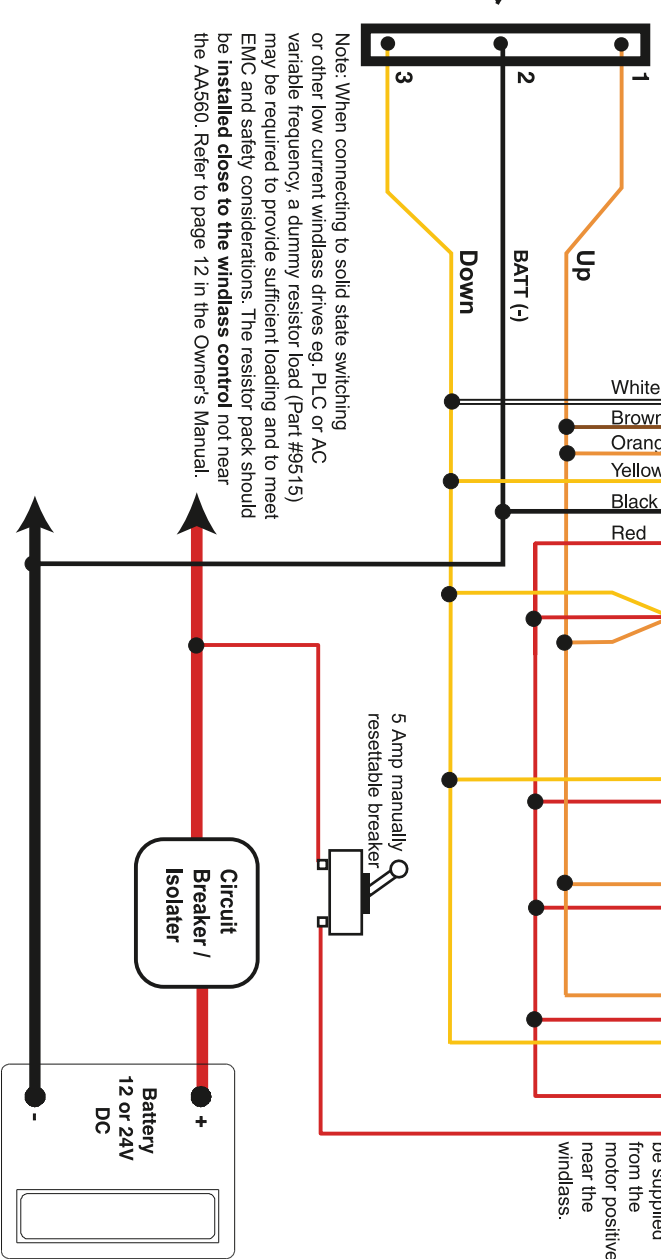 1
2
3
Up
BATT (-)
Down
White
Brown
Orang
Yellow
Black
Red
Note: When connecting to solid state switching
or other low current windlass drives eg. PLC or AC
variable frequency, a dummy resistor load (Part #9515)
may be required to provide sufficient loading and to meet
EMC and safety considerations. The resistor pack should
be installed close to the windlass control not near
the AA560. Refer to page 12 in the Owner's Manual.
5 Amp manually
resettable breaker
Circuit
Breaker /
Isolater
be supplied
from the
motor positive
near the
windlass.
+
Battery
12 or 24V
DC
-